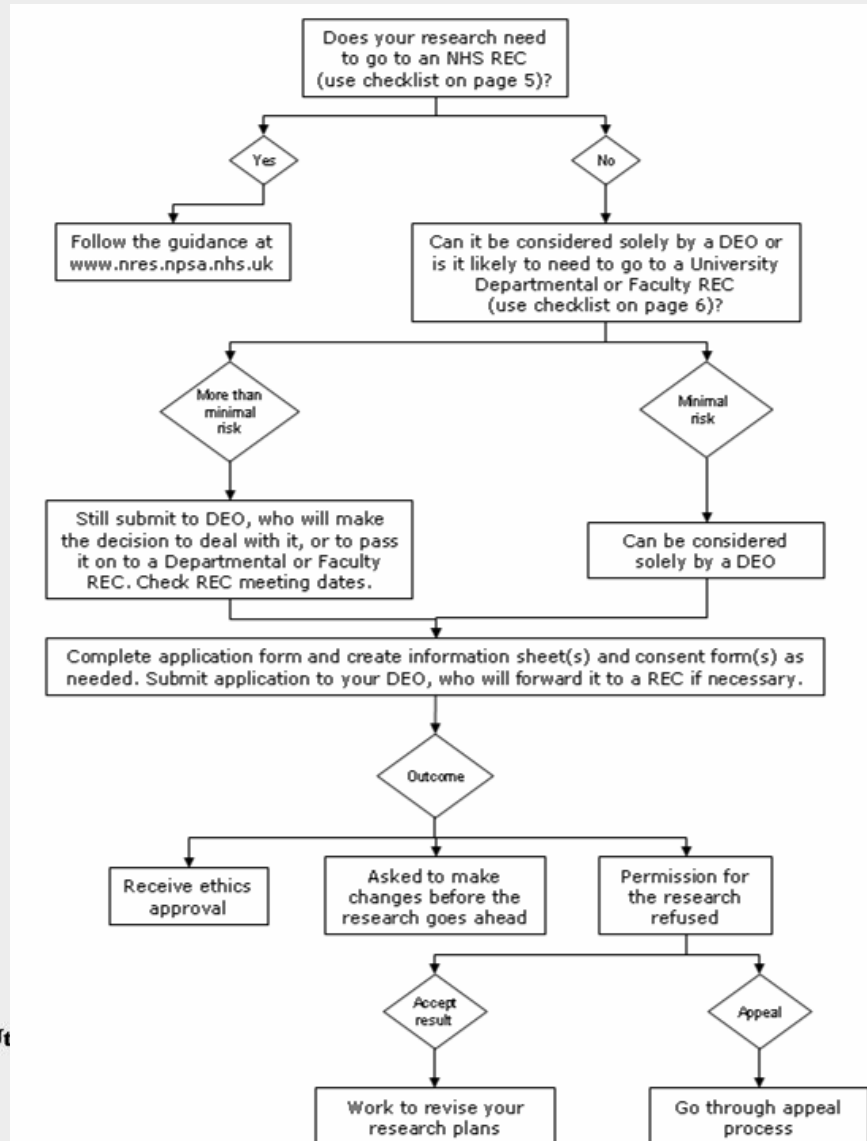 Does your research need
to go to an NHS REC
(use checklist on page 5)?
Yes
No
Follow the guidance at
www.nres.npsa.nhs.uk
Can it be considered solely by a DEO or
is it likely to need to go to a University
Departmental or Faculty REC
(use checklist on page 6)?
More than
minimal
risk
Minimal
risk
Still submit to DEO, who will make
the decision to deal with it, or to pass
it on to a Departmental or Faculty
REC. Check REC meeting dates.
Can be considered
solely by a DEO
Complete application form and create information sheet(s) and consent form(s) as
needed. Submit application to your DEO, who will forward it to a REC if necessary.
Outcome
Receive ethics
approval
Asked to make
changes before the
research goes ahead
Permission for
the research
refused
Accept
result
Appeal
Work to revise your
research plans
Go through appeal
process